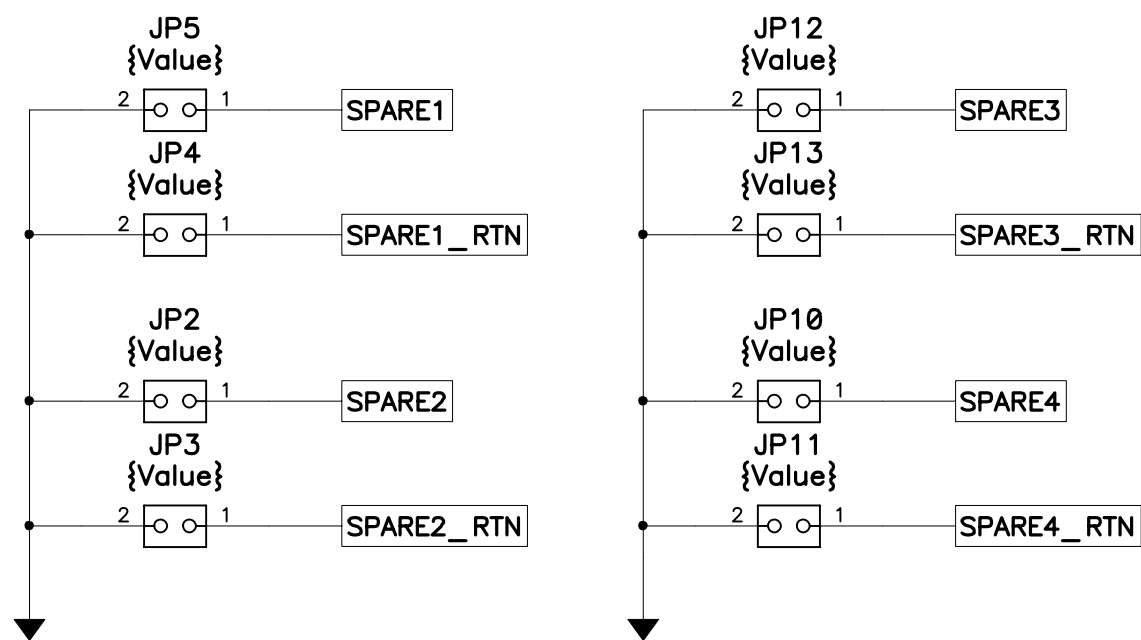 JP5
{Value}
2 1 SPARE1
JP4
{Value}
2 1 SPARE1_RTN
JP2
{Value}
2 1 SPARE2
JP3
{Value}
2 1 SPARE2_RTN
JP12
{Value}
2 1 SPARE3
JP13
{Value}
2 1 SPARE3_RTN
JP10
{Value}
2 1 SPARE4
JP11
{Value}
2 1 SPARE4_RTN